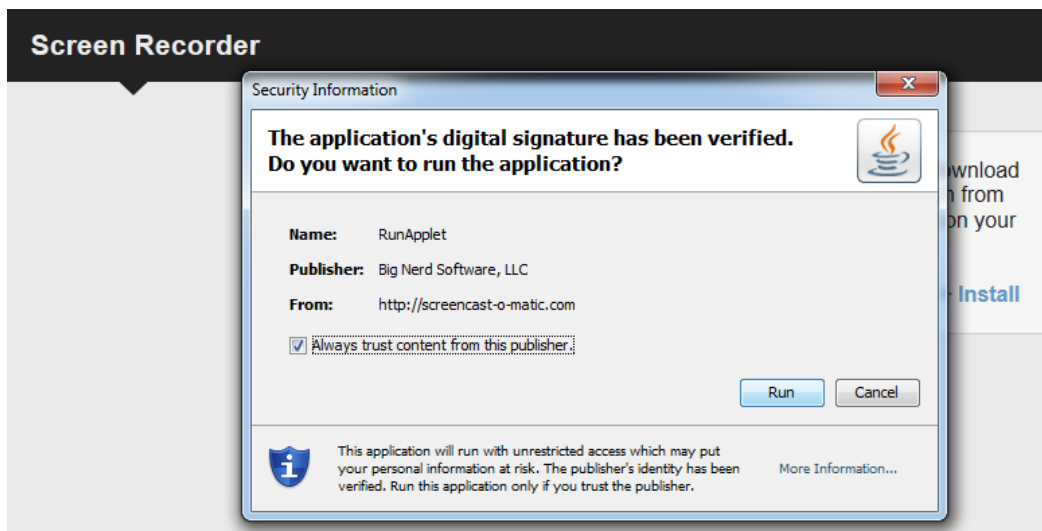 Screen Recorder
Security Information
The application's digital signature has been verified.
Do you want to run the application?
Name: RunApplet
Publisher: Big Nerd Software, LLC
From: http://screencast-o-matic.com
Always trust content from this publisher.
Run Cancel
This application will run with unrestricted access which may put
your personal information at risk. The publisher's identity has been
verified. Run this application only if you trust the publisher.
More Information...
from
on your
Install